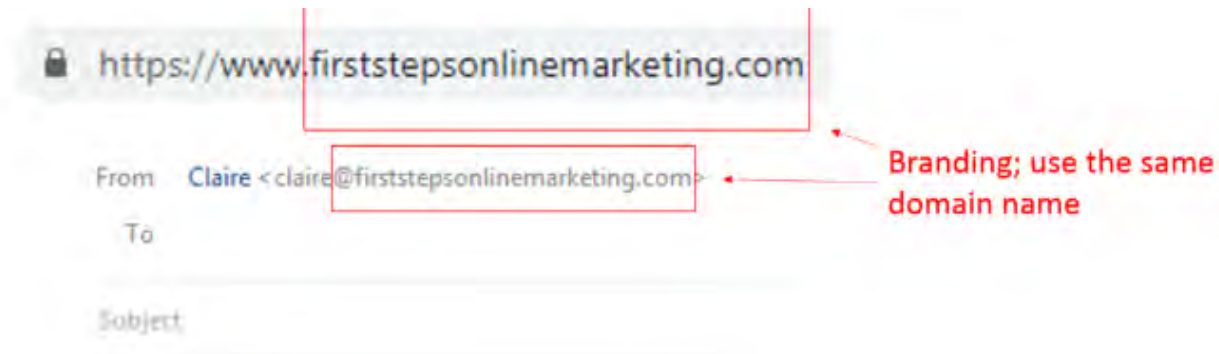 https://www.firststepsonlinemarketing.com
From Claire <claire@firststepsonlinemarketing.com>
Branding; use the same
domain name
To
Subject